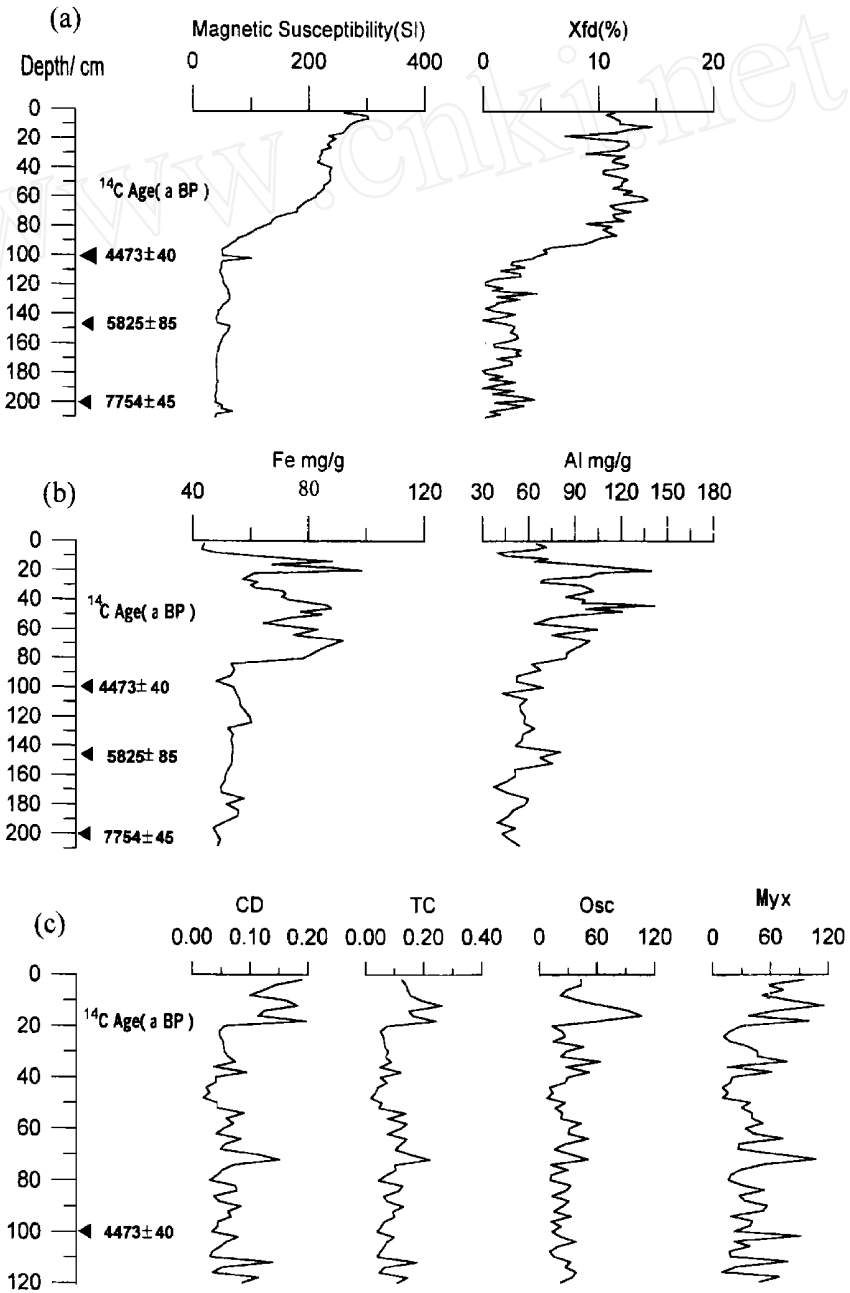 (a)
Magnetic Susceptibility(SI)
Xfd(%)
Depth/ cm
0 200 400
0 10 20
0
20
40
60
80
100
120
140
160
180
200
¹⁴C Age( a BP )
4473±40
5825±85
7754±45
www.cnki.net
(b)
Fe mg/g
Al mg/g
40 80 120
30 60 90 120 150 180
0
20
40
60
80
100
120
140
160
180
200
¹⁴C Age( a BP )
4473±40
5825±85
7754±45
(c)
CD
TC
Osc
Myx
0.00 0.10 0.20
0.00 0.20 0.40
0 60 120
0 60 120
0
20
40
60
80
100
120
¹⁴C Age( a BP )
4473±40